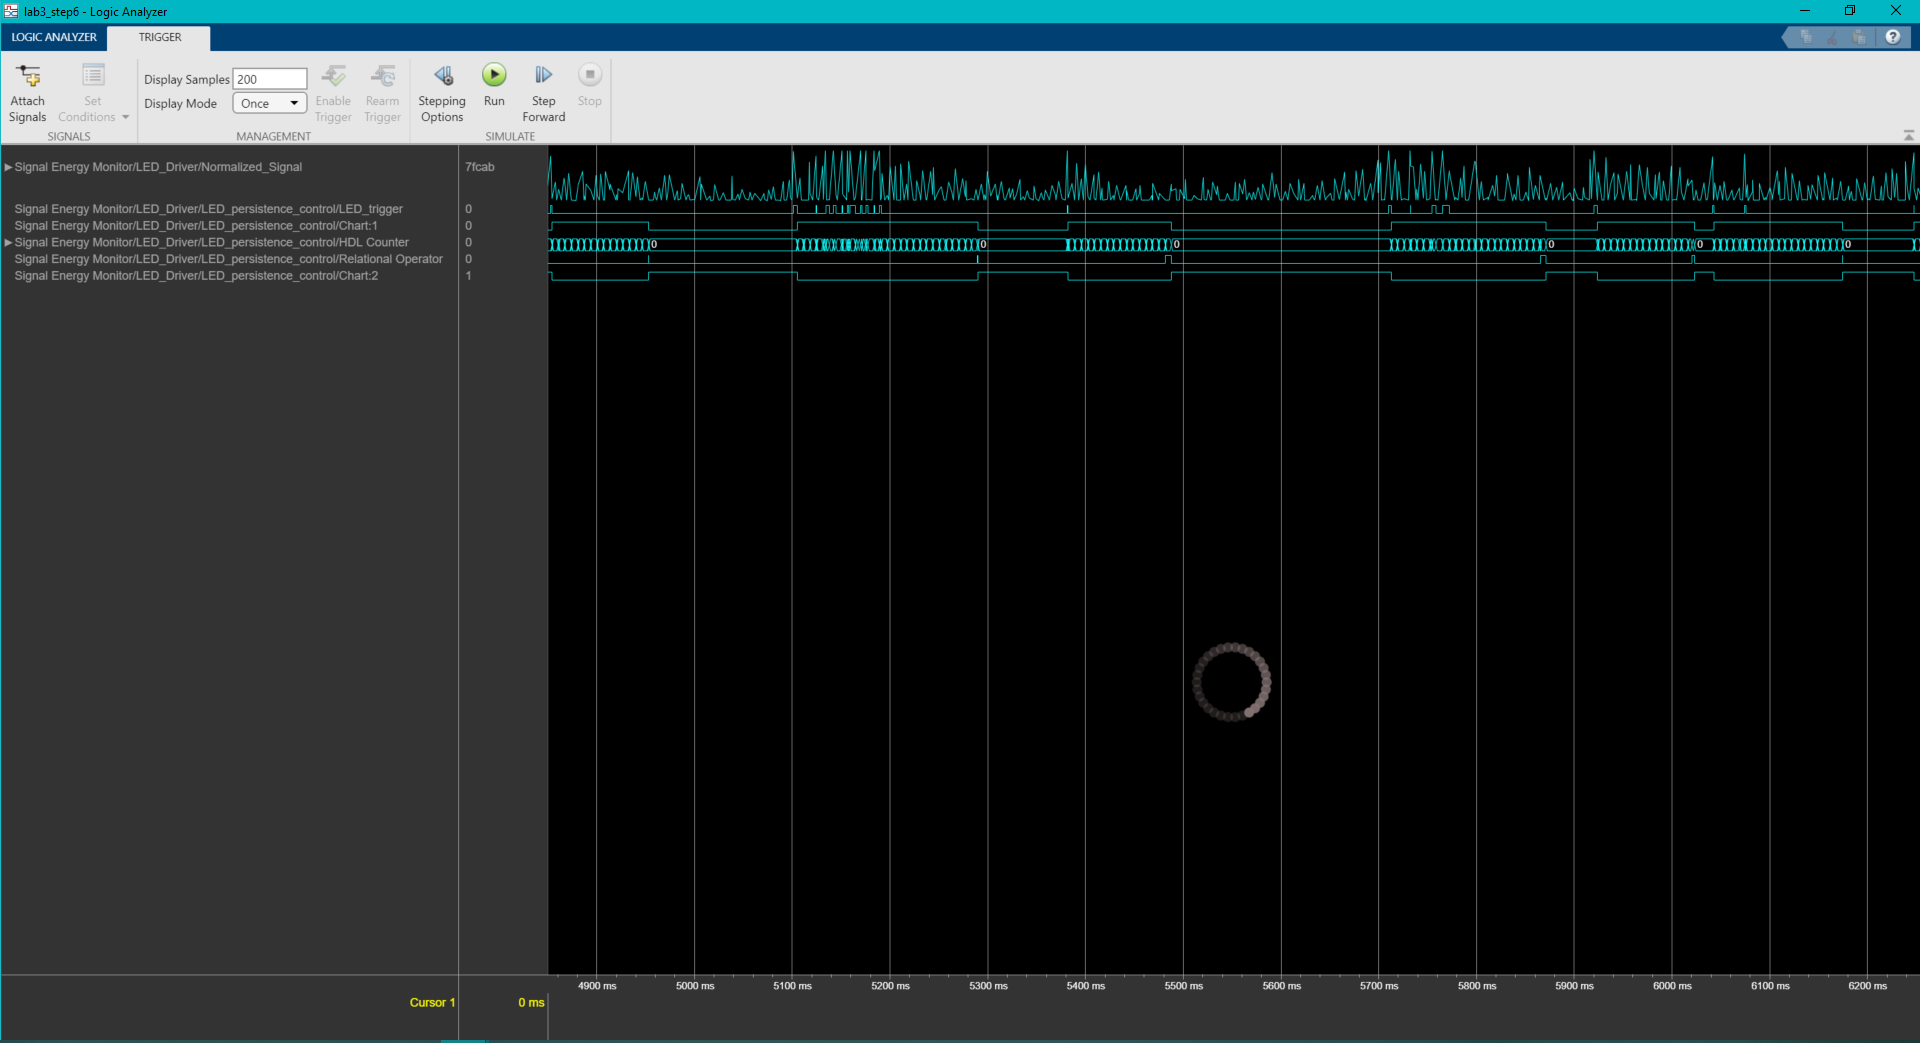 lab3_step6 - Logic Analyzer
LOGIC ANALYZER TRIGGER
Attach Signals
Set Conditions
SIGNALS
Display Samples 200
Display Mode Once
Enable Trigger
Rearm Trigger
MANAGEMENT
Stepping Options
Run
Step Forward
Stop
SIMULATE
Signal Energy Monitor/LED_Driver/Normalized_Signal 7fcab
Signal Energy Monitor/LED_Driver/LED_persistence_control/LED_trigger 0
Signal Energy Monitor/LED_Driver/LED_persistence_control/Chart:1 0
Signal Energy Monitor/LED_Driver/LED_persistence_control/HDL Counter 0 0 0 0 0 0 0
Signal Energy Monitor/LED_Driver/LED_persistence_control/Relational Operator 0
Signal Energy Monitor/LED_Driver/LED_persistence_control/Chart:2 1
4900 ms 5000 ms 5100 ms 5200 ms 5300 ms 5400 ms 5500 ms 5600 ms 5700 ms 5800 ms 5900 ms 6000 ms 6100 ms 6200 ms
Cursor 1 0 ms